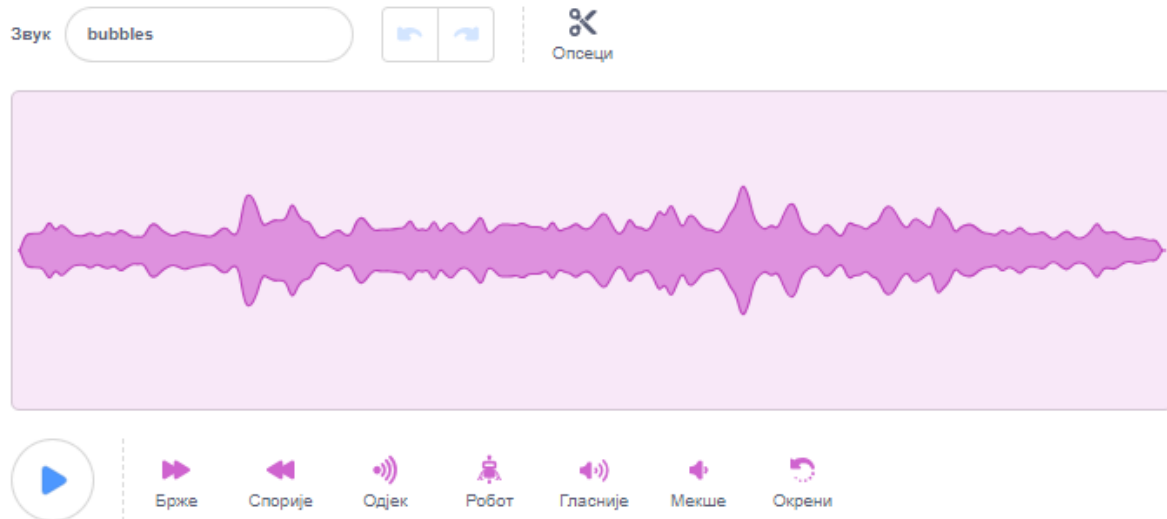 Звук bubbles
Опсеци
Брже Спорије Одјек Робот Гласније Мекше Окрени